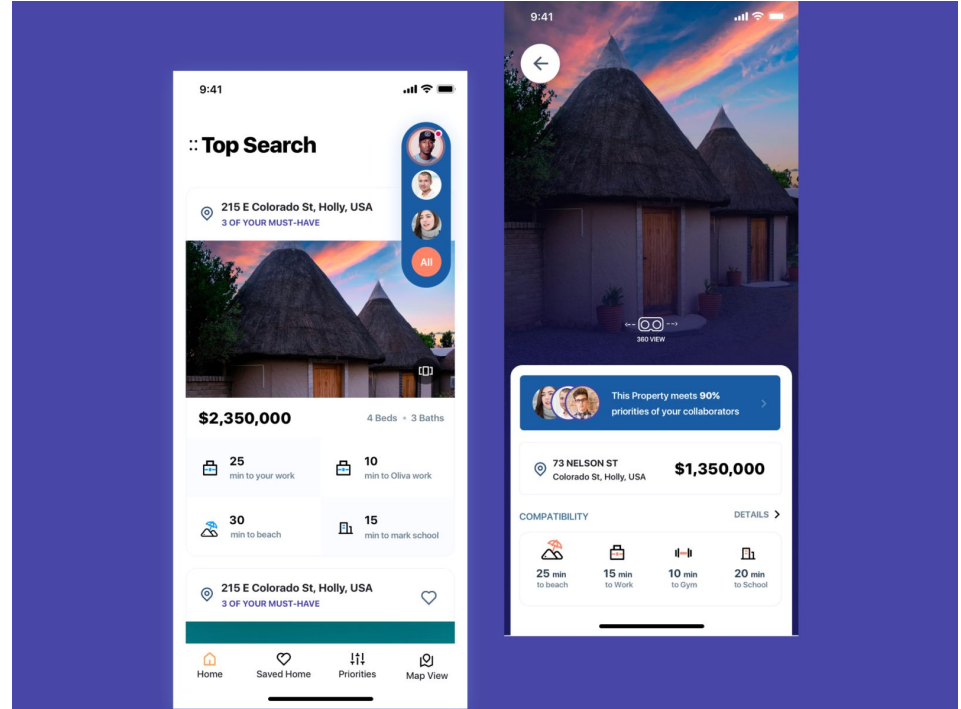 9:41
Top Search
215 E Colorado St, Holly, USA
3 OF YOUR MUST-HAVE
All
$2,350,000
4 Beds • 3 Baths
25
min to your work
10
min to Oliva work
30
min to beach
15
min to mark school
215 E Colorado St, Holly, USA
3 OF YOUR MUST-HAVE
Home
Saved Home
Priorities
Map View
9:41
360 VIEW
This Property meets 90%
priorities of your collaborators
73 NELSON ST
Colorado St, Holly, USA
$1,350,000
COMPATIBILITY
DETAILS
25 min
to beach
15 min
to Work
10 min
to Gym
20 min
to School